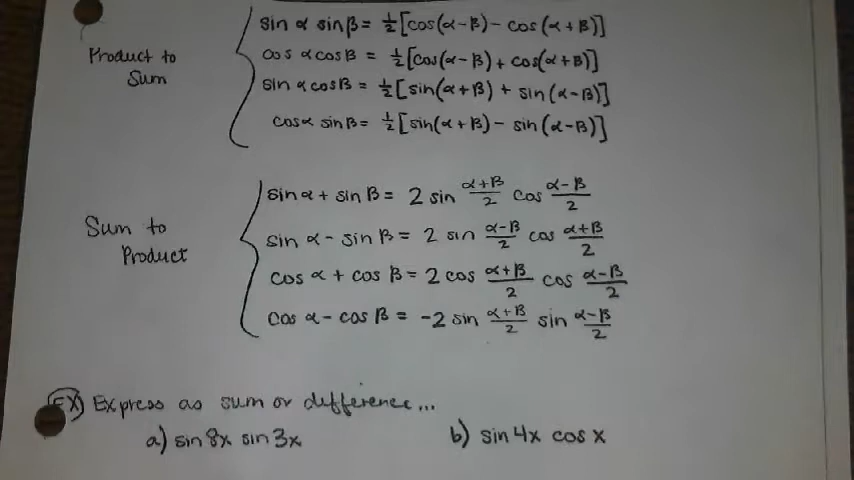 Product to Sum
sin α sin β = ½[cos(α-β) - cos(α+β)]
cos α cos β = ½[cos(α-β) + cos(α+β)]
sin α cos β = ½[sin(α+β) + sin(α-β)]
cos α sin β = ½[sin(α+β) - sin(α-β)]
Sum to Product
sin α + sin β = 2 sin (α+β)/2 cos (α-β)/2
sin α - sin β = 2 sin (α-β)/2 cos (α+β)/2
cos α + cos β = 2 cos (α+β)/2 cos (α-β)/2
cos α - cos β = -2 sin (α+β)/2 sin (α-β)/2
EX) Express as sum or difference...
a) sin 8x sin 3x b) sin 4x cos x